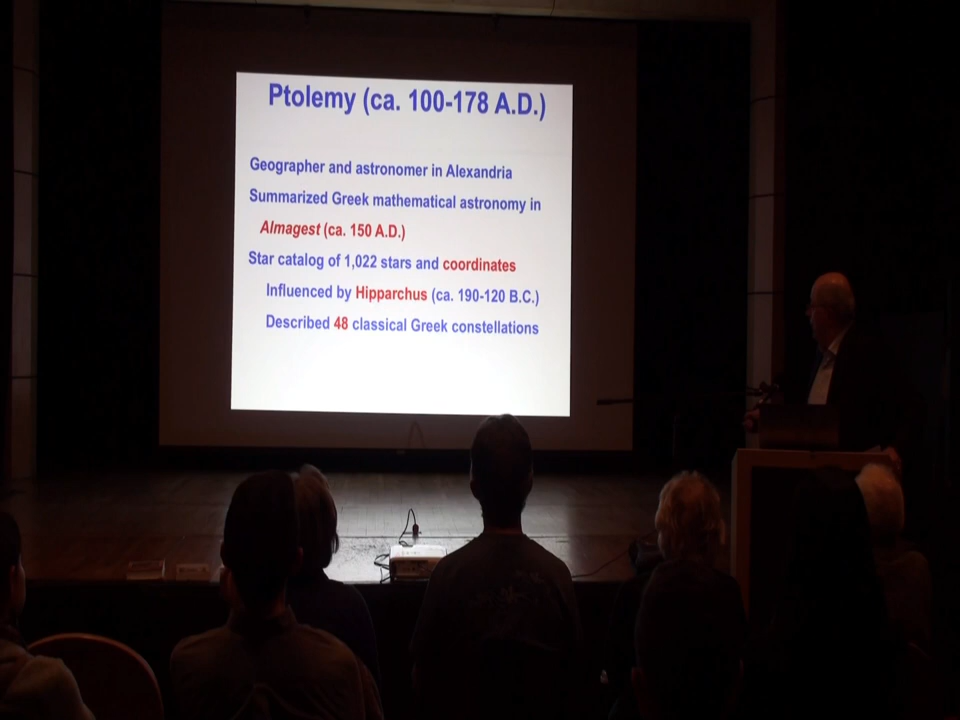 Ptolemy (ca. 100-178 A.D.)
Geographer and astronomer in Alexandria
Summarized Greek mathematical astronomy in
Almagest (ca. 150 A.D.)
Star catalog of 1,022 stars and coordinates
Influenced by Hipparchus (ca. 190-120 B.C.)
Described 48 classical Greek constellations